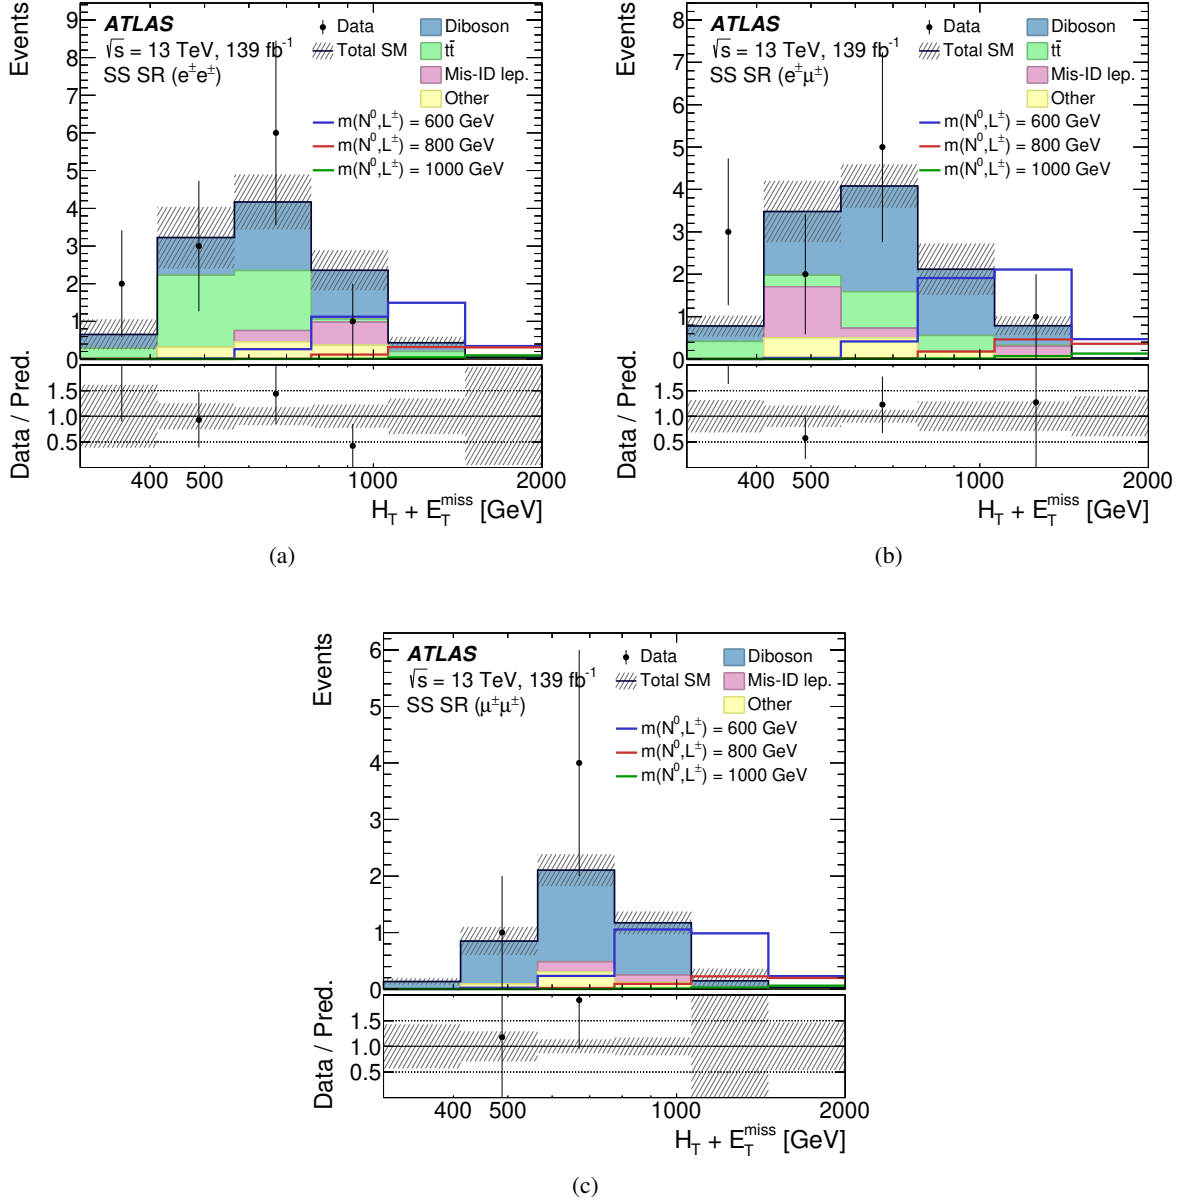 Events
9
8
7
6
5
4
3
2
1
0
ATLAS
√s = 13 TeV, 139 fb⁻¹
SS SR (e±e±)
Data
Total SM
Diboson
tt̄
Mis-ID lep.
Other
m(N⁰,L±) = 600 GeV
m(N⁰,L±) = 800 GeV
m(N⁰,L±) = 1000 GeV
Data / Pred.
1.5
1.0
0.5
400 500 1000 2000
H_T + E_T^miss [GeV]
(a)
Events
8
7
6
5
4
3
2
1
0
ATLAS
√s = 13 TeV, 139 fb⁻¹
SS SR (e±μ±)
Data
Total SM
Diboson
tt̄
Mis-ID lep.
Other
m(N⁰,L±) = 600 GeV
m(N⁰,L±) = 800 GeV
m(N⁰,L±) = 1000 GeV
Data / Pred.
1.5
1.0
0.5
400 500 1000 2000
H_T + E_T^miss [GeV]
(b)
Events
6
5
4
3
2
1
0
ATLAS
√s = 13 TeV, 139 fb⁻¹
SS SR (μ±μ±)
Data
Total SM
Diboson
Mis-ID lep.
Other
m(N⁰,L±) = 600 GeV
m(N⁰,L±) = 800 GeV
m(N⁰,L±) = 1000 GeV
Data / Pred.
1.5
1.0
0.5
400 500 1000 2000
H_T + E_T^miss [GeV]
(c)